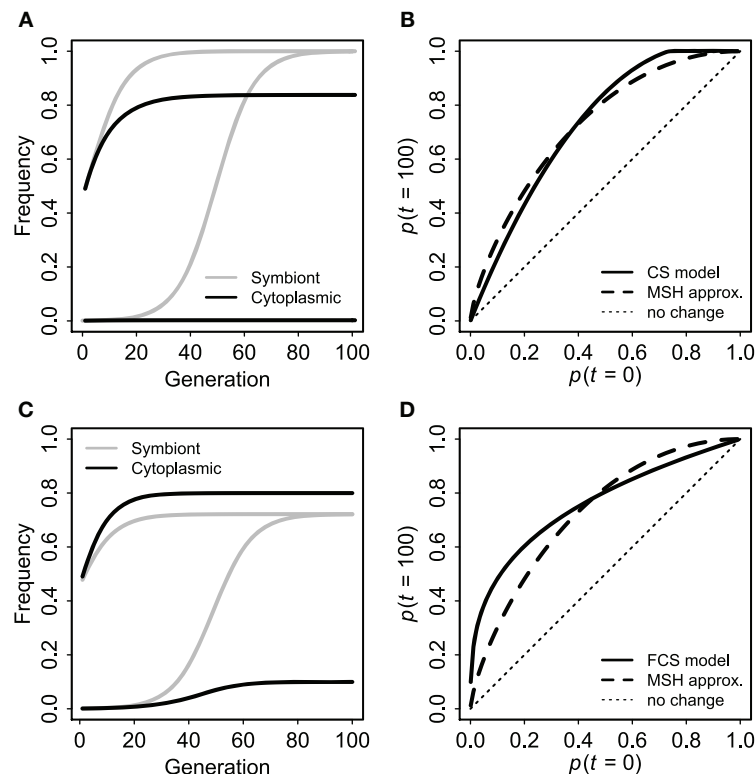 A
Frequency
0.0 0.2 0.4 0.6 0.8 1.0
Symbiont
Cytoplasmic
0 20 40 60 80 100
Generation
B
p(t = 100)
0.0 0.2 0.4 0.6 0.8 1.0
CS model
MSH approx.
no change
0.0 0.2 0.4 0.6 0.8 1.0
p(t = 0)
C
Frequency
0.0 0.2 0.4 0.6 0.8 1.0
Symbiont
Cytoplasmic
0 20 40 60 80 100
Generation
D
p(t = 100)
0.0 0.2 0.4 0.6 0.8 1.0
FCS model
MSH approx.
no change
0.0 0.2 0.4 0.6 0.8 1.0
p(t = 0)